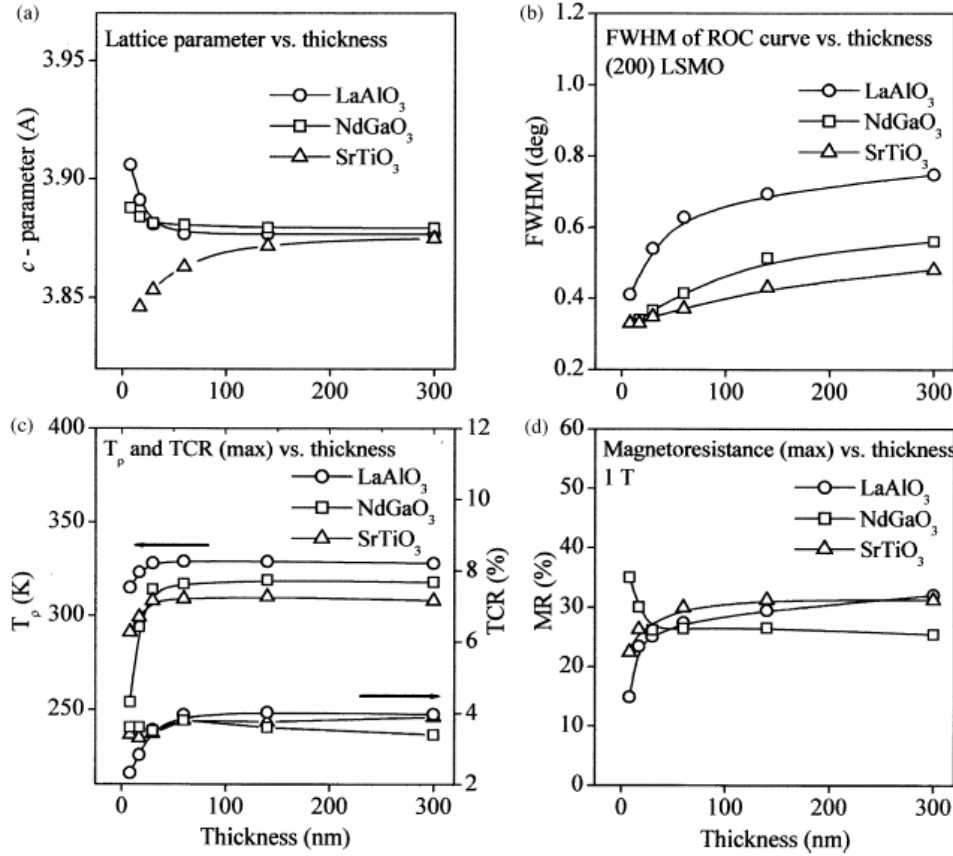 (a)
Lattice parameter vs. thickness
LaAlO₃
NdGaO₃
SrTiO₃
3.95
3.90
3.85
c - parameter (A)
0
100
200
300
(b)
FWHM of ROC curve vs. thickness
(200) LSMO
LaAlO₃
NdGaO₃
SrTiO₃
1.2
1.0
0.8
0.6
0.4
0.2
FWHM (deg)
0
100
200
300
(c)
Tρ and TCR (max) vs. thickness
LaAlO₃
NdGaO₃
SrTiO₃
400
350
300
250
Tρ (K)
12
10
8
6
4
2
TCR (%)
0
100
200
300
Thickness (nm)
(d)
Magnetoresistance (max) vs. thickness
1 T
LaAlO₃
NdGaO₃
SrTiO₃
60
50
40
30
20
10
0
MR (%)
0
100
200
300
Thickness (nm)